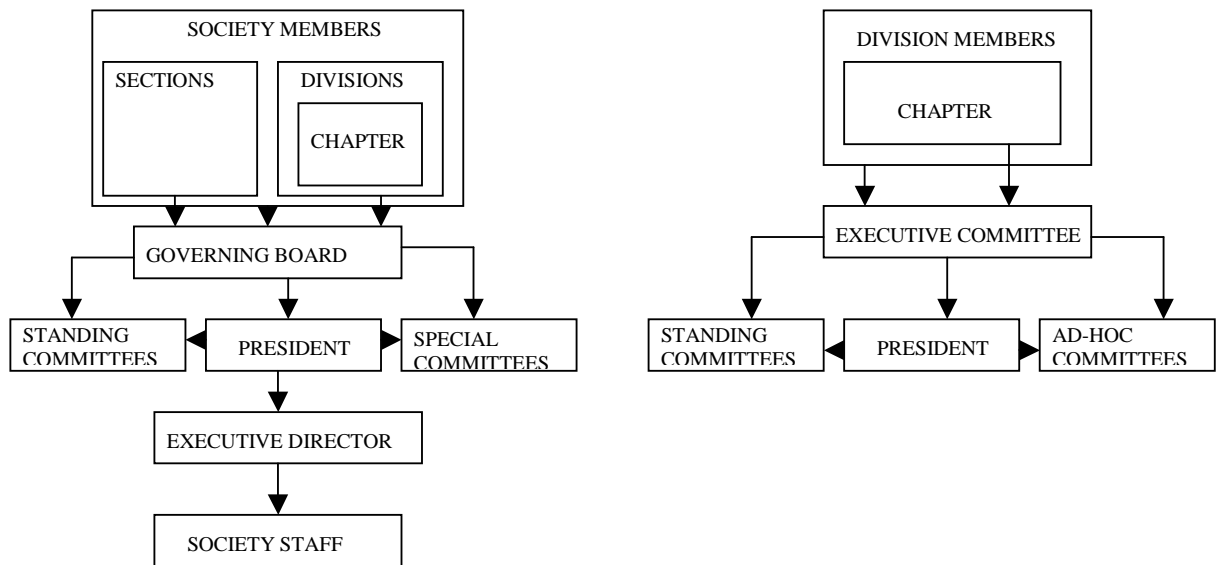 SOCIETY MEMBERS
SECTIONS
DIVISIONS
CHAPTER
GOVERNING BOARD
STANDING
COMMITTEES
PRESIDENT
SPECIAL
COMMITTEES
EXECUTIVE DIRECTOR
SOCIETY STAFF
DIVISION MEMBERS
CHAPTER
EXECUTIVE COMMITTEE
STANDING
COMMITTEES
PRESIDENT
AD-HOC
COMMITTEES